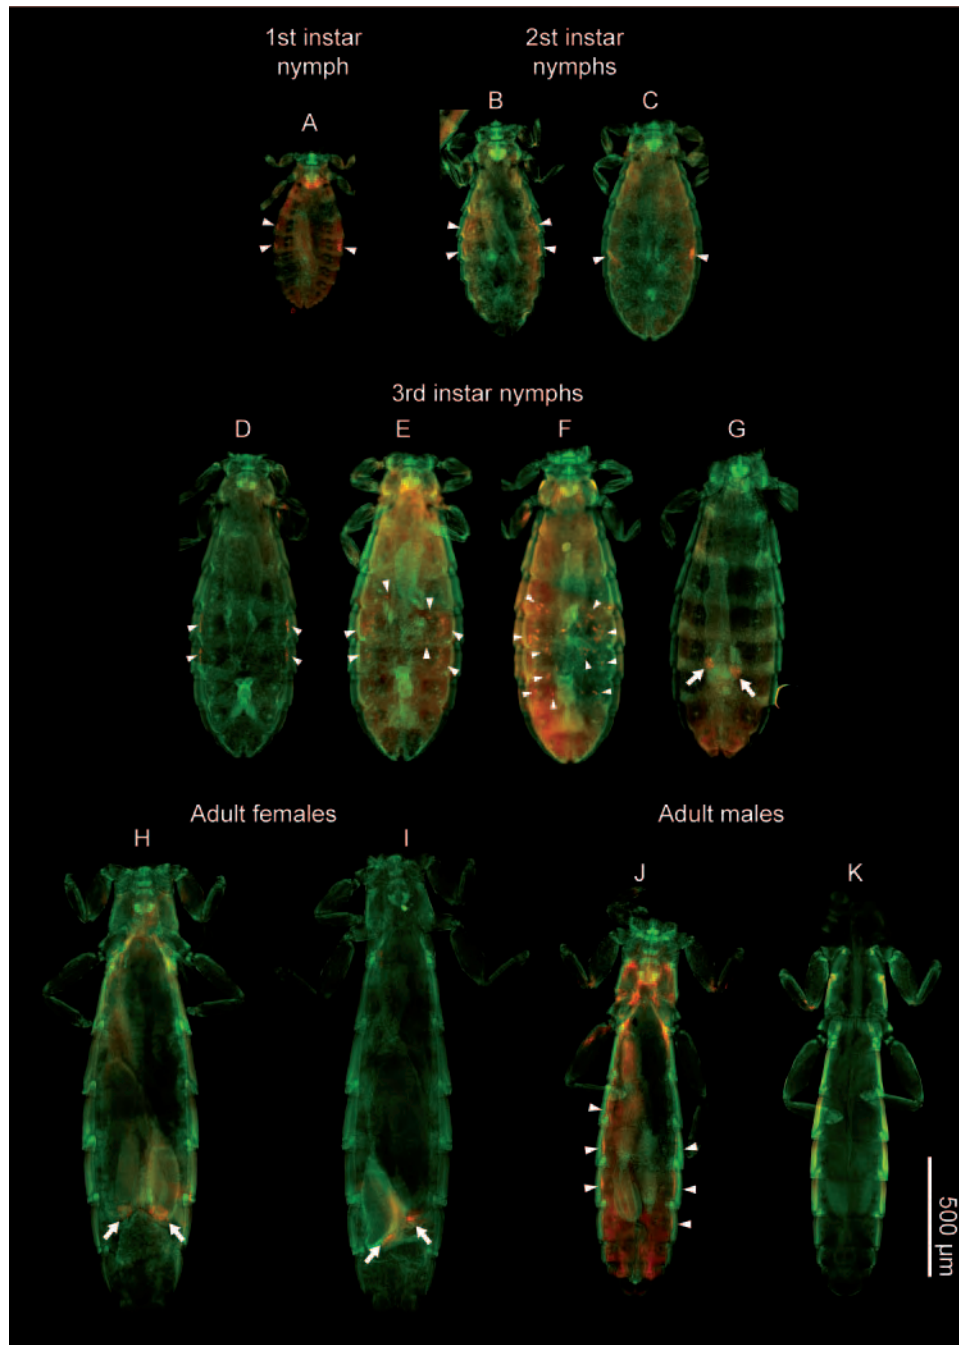 1st instar
nymph
2st instar
nymphs
A
B
C
3rd instar nymphs
D
E
F
G
Adult females
Adult males
H
I
J
K
500 µm